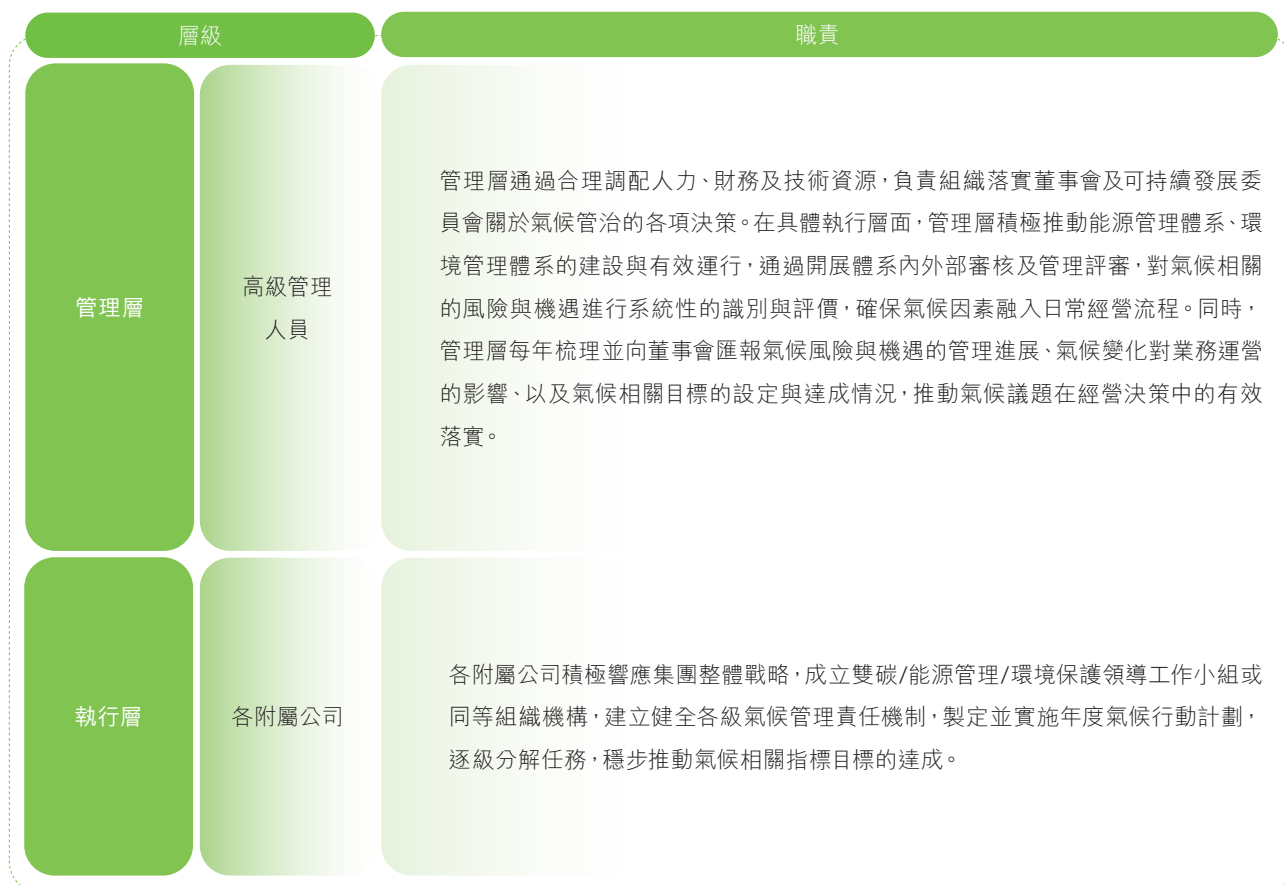 層級
職責
管理層
高級管理
人員
管理層通過合理調配人力、財務及技術資源，負責組織落實董事會及可持續發展委
員會關於氣候管治的各項決策。在具體執行層面，管理層積極推動能源管理體系、環
境管理體系的建設與有效運行，通過開展體系內外部審核及管理評審，對氣候相關
的風險與機遇進行系統性的識別與評價，確保氣候因素融入日常經營流程。同時，
管理層每年梳理並向董事會匯報氣候風險與機遇的管理進展、氣候變化對業務運營
的影響、以及氣候相關目標的設定與達成情況，推動氣候議題在經營決策中的有效
落實。
執行層
各附屬公司
各附屬公司積極響應集團整體戰略，成立雙碳/能源管理/環境保護領導工作小組或
同等組織機構，建立健全各級氣候管理責任機制，製定並實施年度氣候行動計劃，
逐級分解任務，穩步推動氣候相關指標目標的達成。